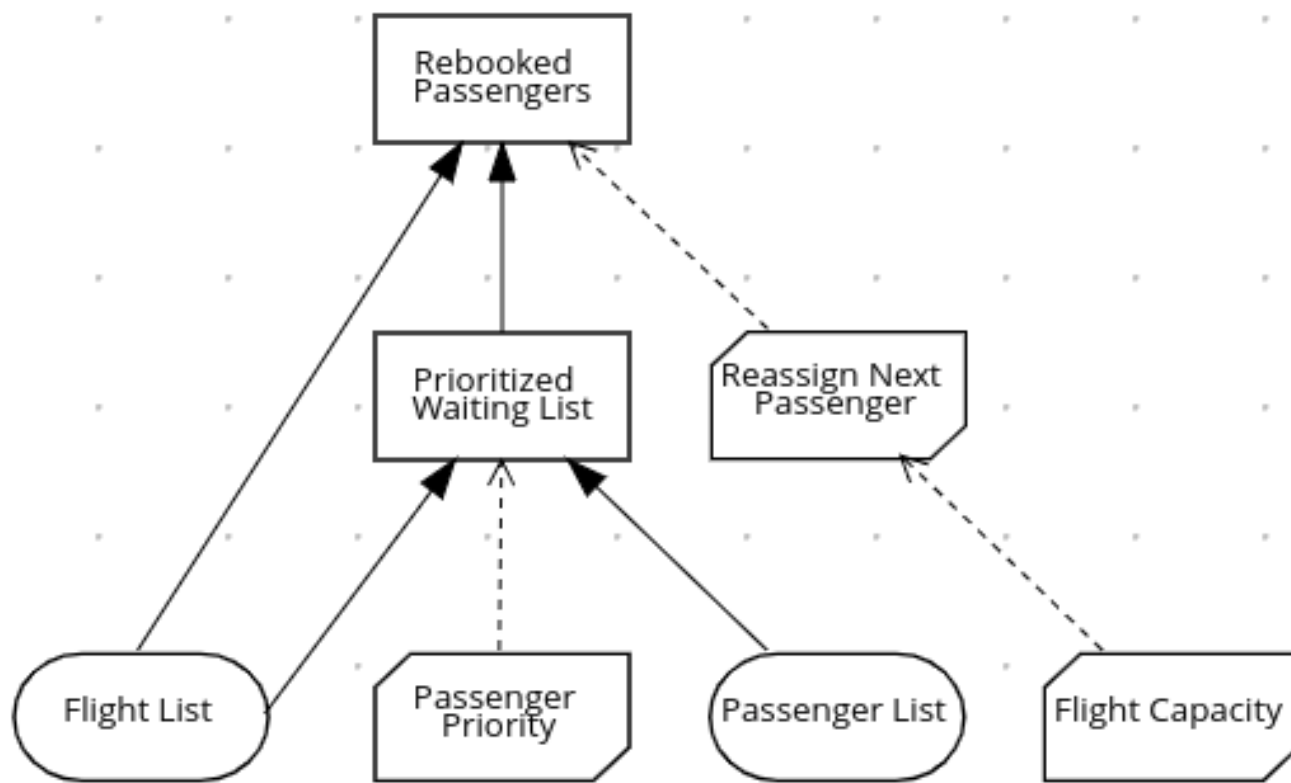 Rebooked
Passengers
Prioritized
Waiting List
Reassign Next
Passenger
Flight List
Passenger
Priority
Passenger List
Flight Capacity